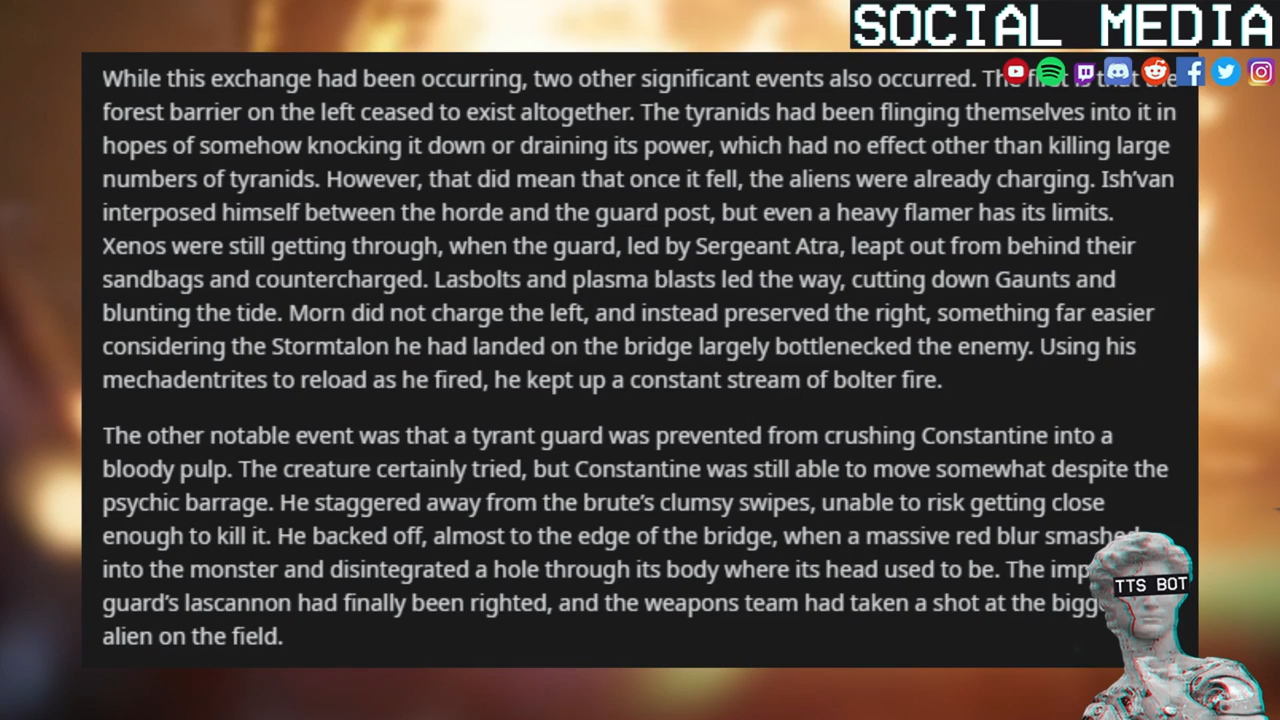 SOCIAL MEDIA
While this exchange had been occurring, two other significant events also occurred. The first is that the
forest barrier on the left ceased to exist altogether. The tyranids had been flinging themselves into it in
hopes of somehow knocking it down or draining its power, which had no effect other than killing large
numbers of tyranids. However, that did mean that once it fell, the aliens were already charging. Ish’van
interposed himself between the horde and the guard post, but even a heavy flamer has its limits.
Xenos were still getting through, when the guard, led by Sergeant Atra, leapt out from behind their
sandbags and countercharged. Lasbolts and plasma blasts led the way, cutting down Gaunts and
blunting the tide. Morn did not charge the left, and instead preserved the right, something far easier
considering the Stormtalon he had landed on the bridge largely bottlenecked the enemy. Using his
mechadentrites to reload as he fired, he kept up a constant stream of bolter fire.
The other notable event was that a tyrant guard was prevented from crushing Constantine into a
bloody pulp. The creature certainly tried, but Constantine was still able to move somewhat despite the
psychic barrage. He staggered away from the brute’s clumsy swipes, unable to risk getting close
enough to kill it. He backed off, almost to the edge of the bridge, when a massive red blur smashed
into the monster and disintegrated a hole through its body where its head used to be. The
guard’s lascannon had finally been righted, and the weapons team had taken a shot at the
alien on the field.
TTS BOT